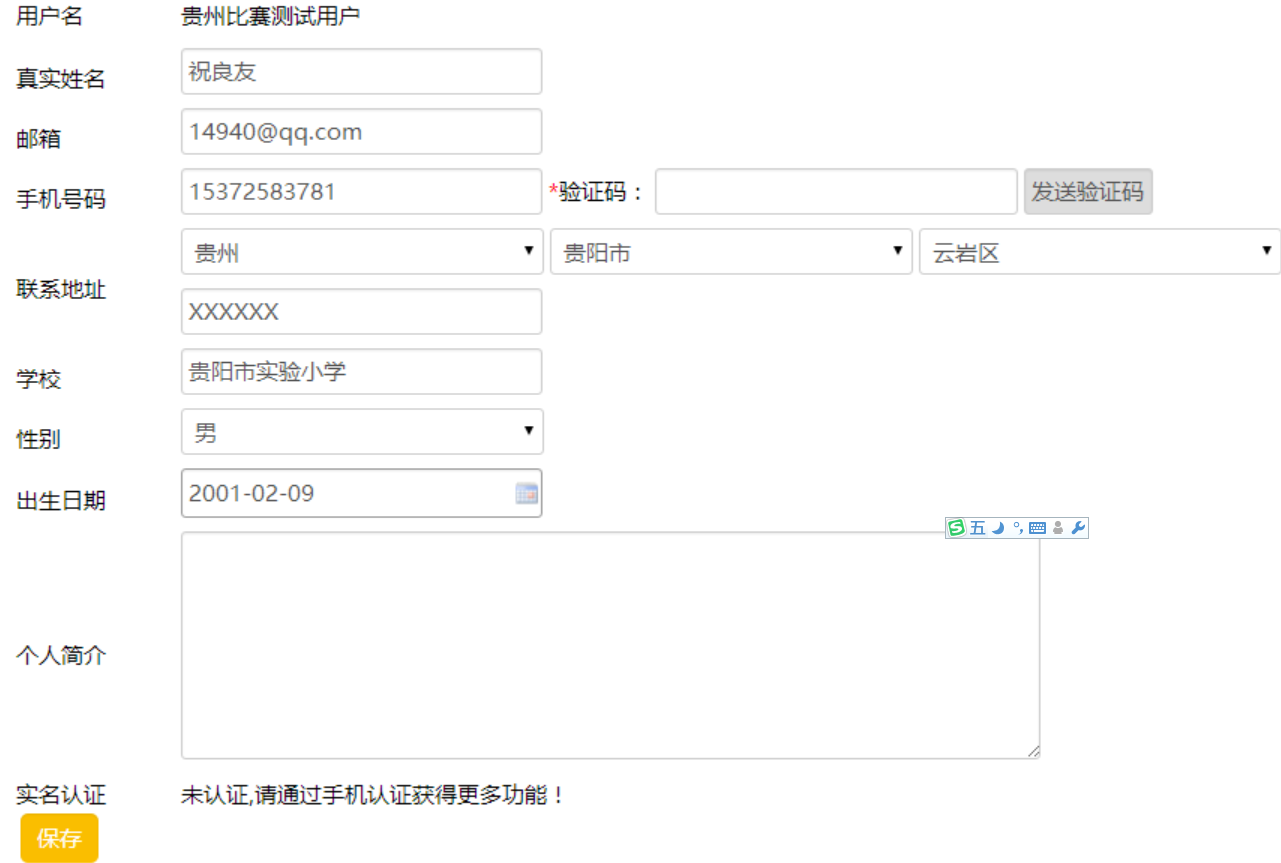 用户名 贵州比赛测试用户
真实姓名 祝良友
邮箱 14940@qq.com
手机号码 15372583781 *验证码： 发送验证码
贵州 贵阳市 云岩区
联系地址
XXXXXX
学校 贵阳市实验小学
性别 男
出生日期 2001-02-09
五
个人简介
实名认证 未认证,请通过手机认证获得更多功能！
保存